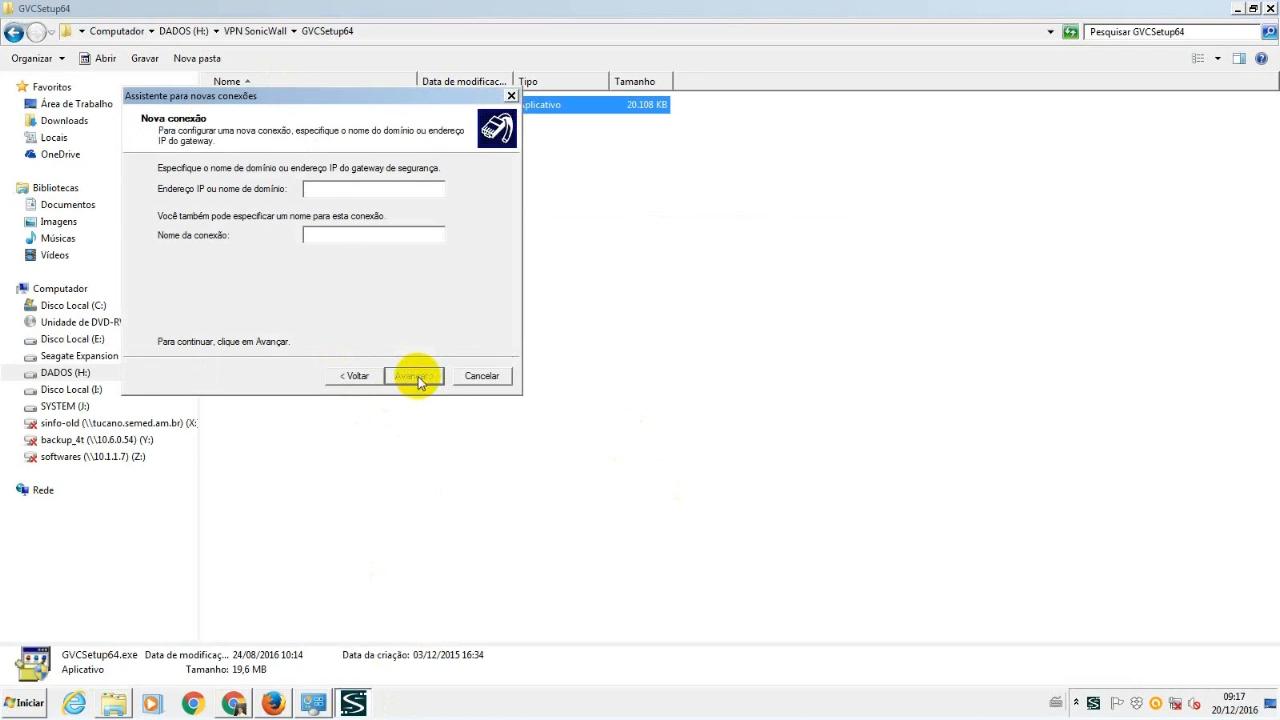 GVCSetup64
Computador ▸ DADOS (H:) ▸ VPN SonicWall ▸ GVCSetup64
Pesquisar GVCSetup64
Organizar
Abrir
Gravar
Nova pasta
Nome
Data de modificaç...
Tipo
Tamanho
Aplicativo
20.108 KB
Favoritos
Área de Trabalho
Downloads
Locais
OneDrive
Bibliotecas
Documentos
Imagens
Músicas
Vídeos
Computador
Disco Local (C:)
Unidade de DVD-RV
Disco Local (E:)
Seagate Expansion
DADOS (H:)
Disco Local (I:)
SYSTEM (J:)
sinfo-old (\\tucano.semed.am.br) (X:
backup_4t (\\10.6.0.54) (Y:)
softwares (\\10.1.1.7) (Z:)
Rede
Assistente para novas conexões
Nova conexão
Para configurar uma nova conexão, especifique o nome do domínio ou endereço
IP do gateway.
Especifique o nome de domínio ou endereço IP do gateway de segurança.
Endereço IP ou nome de domínio:
Você também pode especificar um nome para esta conexão.
Nome da conexão:
Para continuar, clique em Avançar.
< Voltar
Cancelar
GVCSetup64.exe
Data de modificaç... 24/08/2016 10:14
Data da criação: 03/12/2015 16:34
Aplicativo
Tamanho: 19,6 MB
Iniciar
09:17
20/12/2016